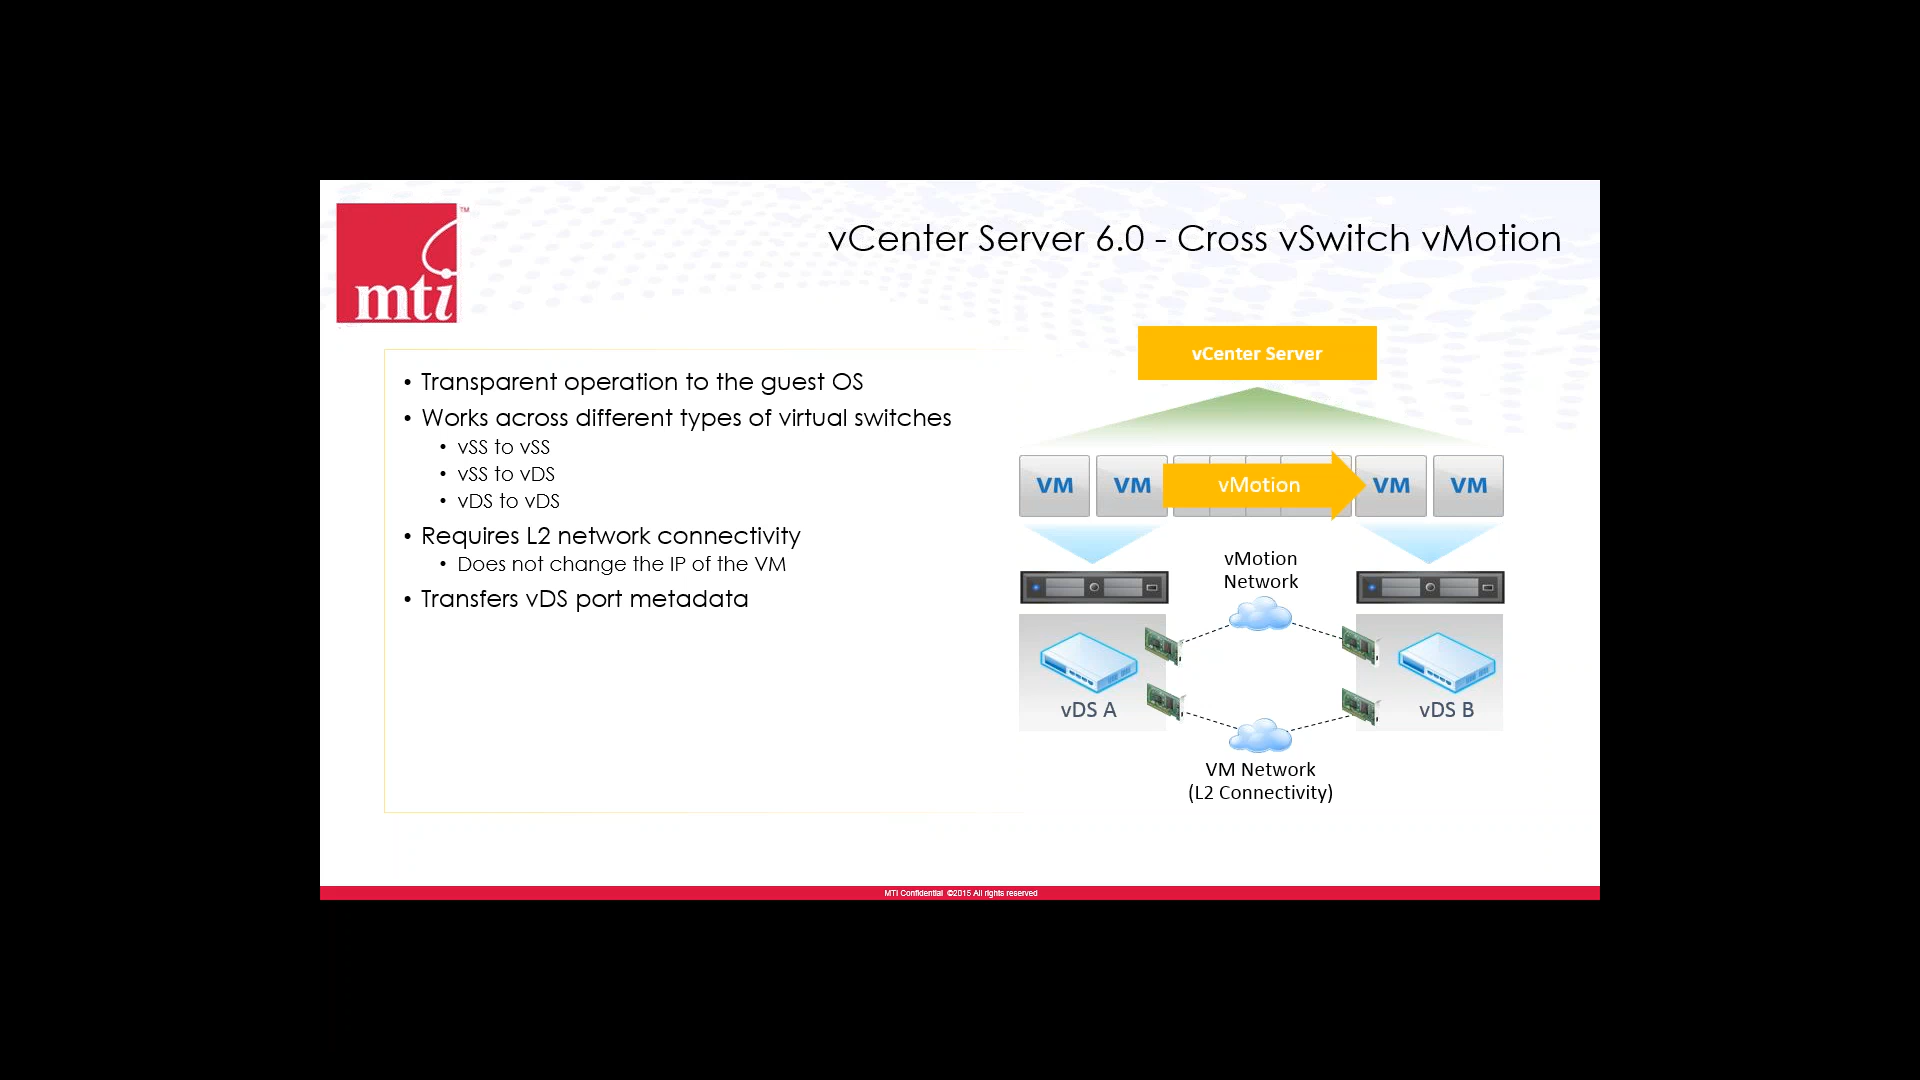 mti
™
vCenter Server 6.0 - Cross vSwitch vMotion
• Transparent operation to the guest OS
• Works across different types of virtual switches
• vSS to vSS
• vSS to vDS
• vDS to vDS
• Requires L2 network connectivity
• Does not change the IP of the VM
• Transfers vDS port metadata
vCenter Server
VM
VM
vMotion
VM
VM
vMotion
Network
vDS A
vDS B
VM Network
(L2 Connectivity)
MTI Confidential ©2015 All rights reserved